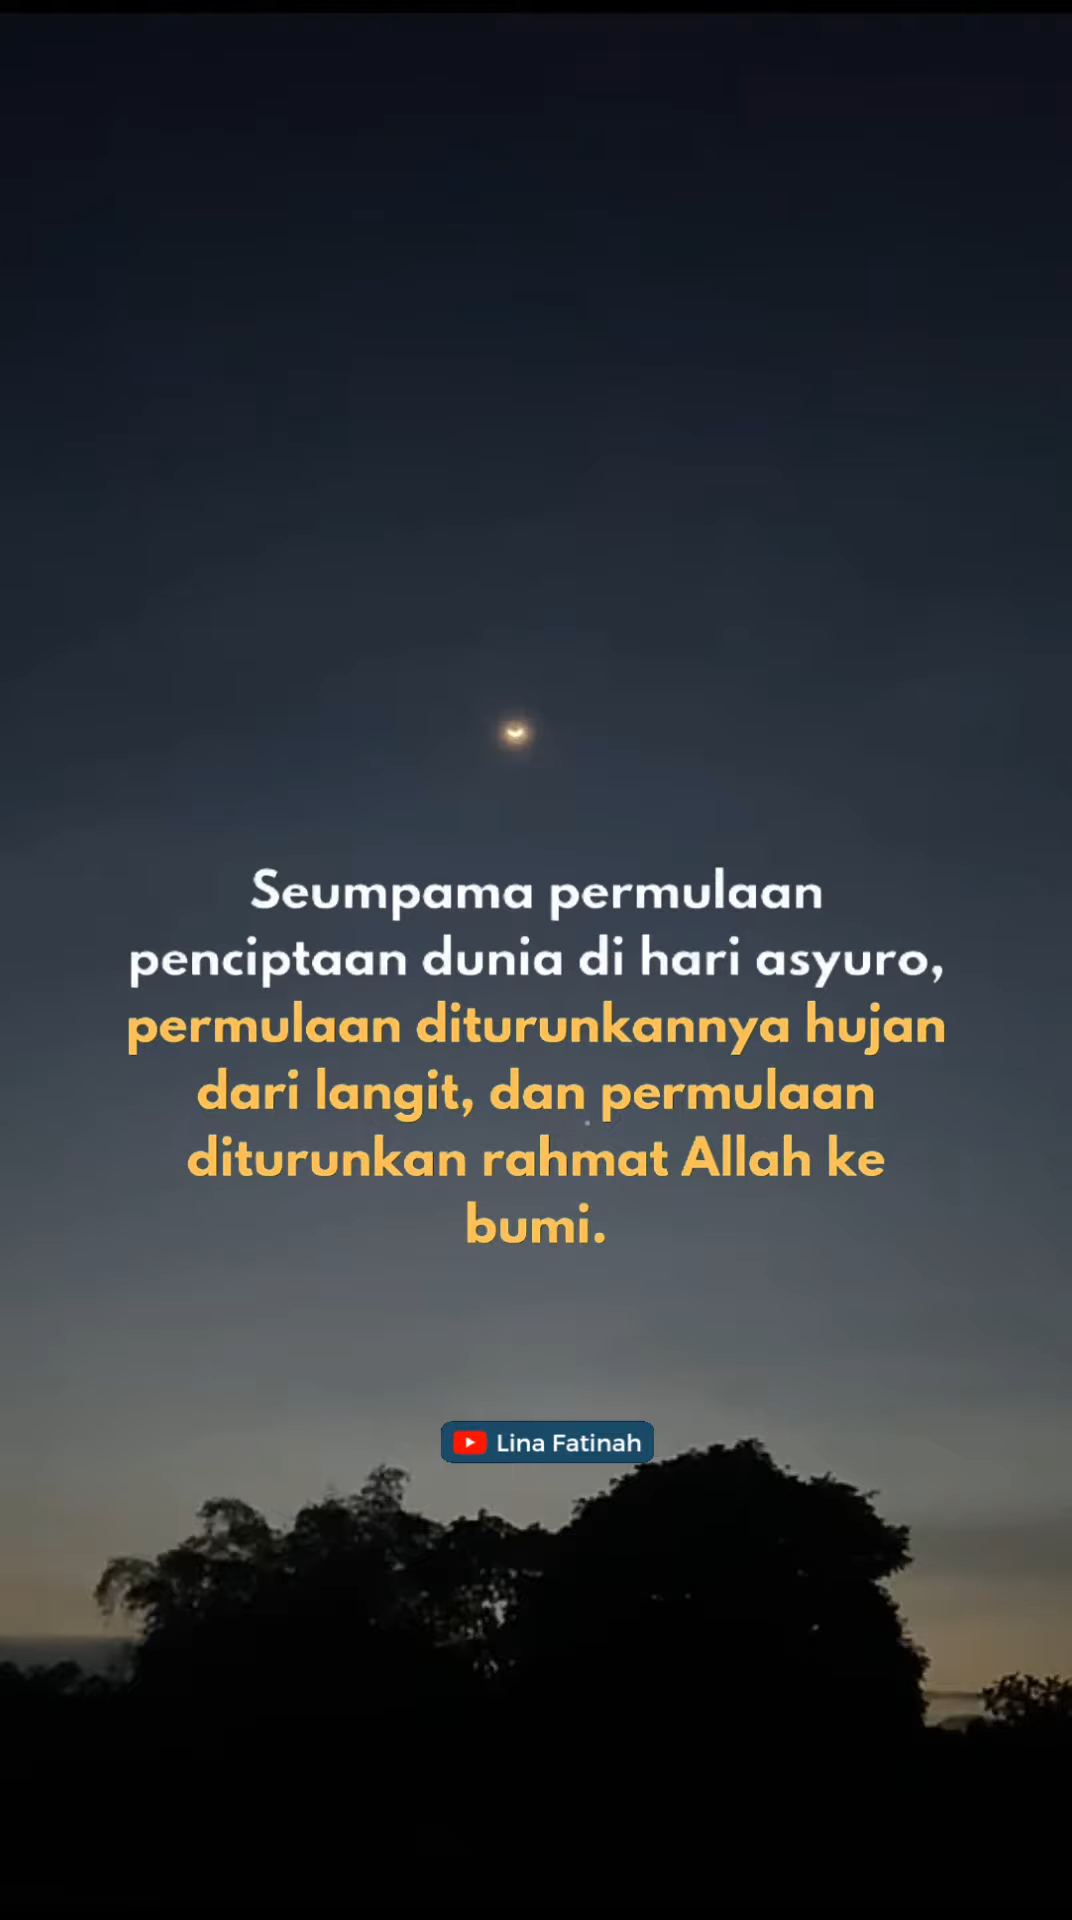 Seumpama permulaan
penciptaan dunia di hari asyuro,
permulaan diturunkannya hujan
dari langit, dan permulaan
diturunkan rahmat Allah ke
bumi.
Lina Fatinah